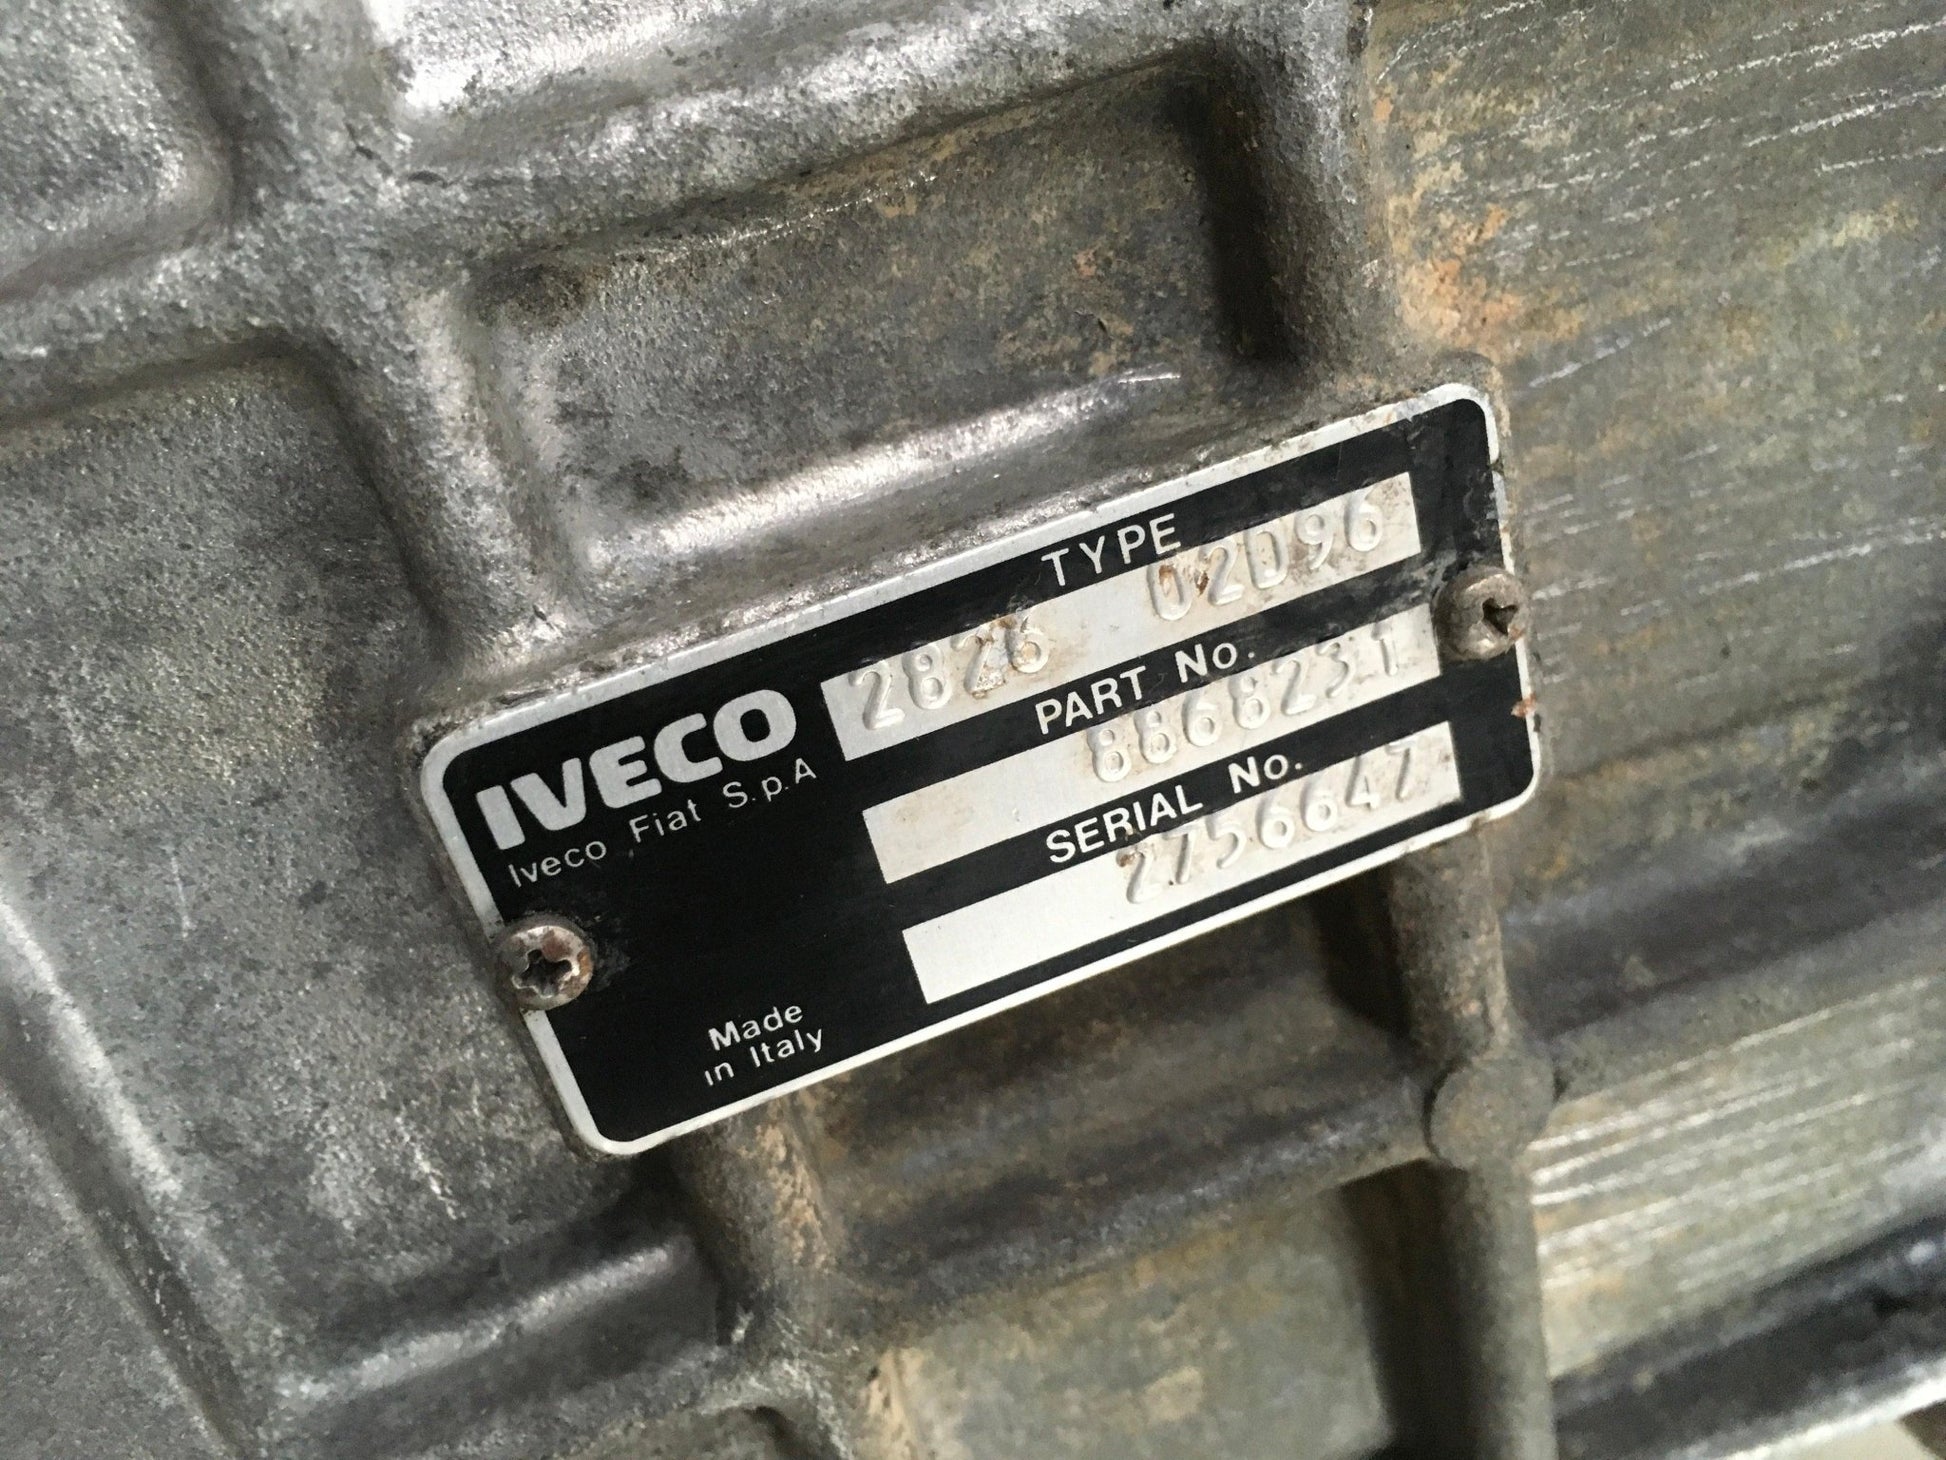 IVECO
Iveco Fiat S.p.A
TYPE
2826 02D96
PART No.
8868231
SERIAL No.
2756647
Made
in Italy